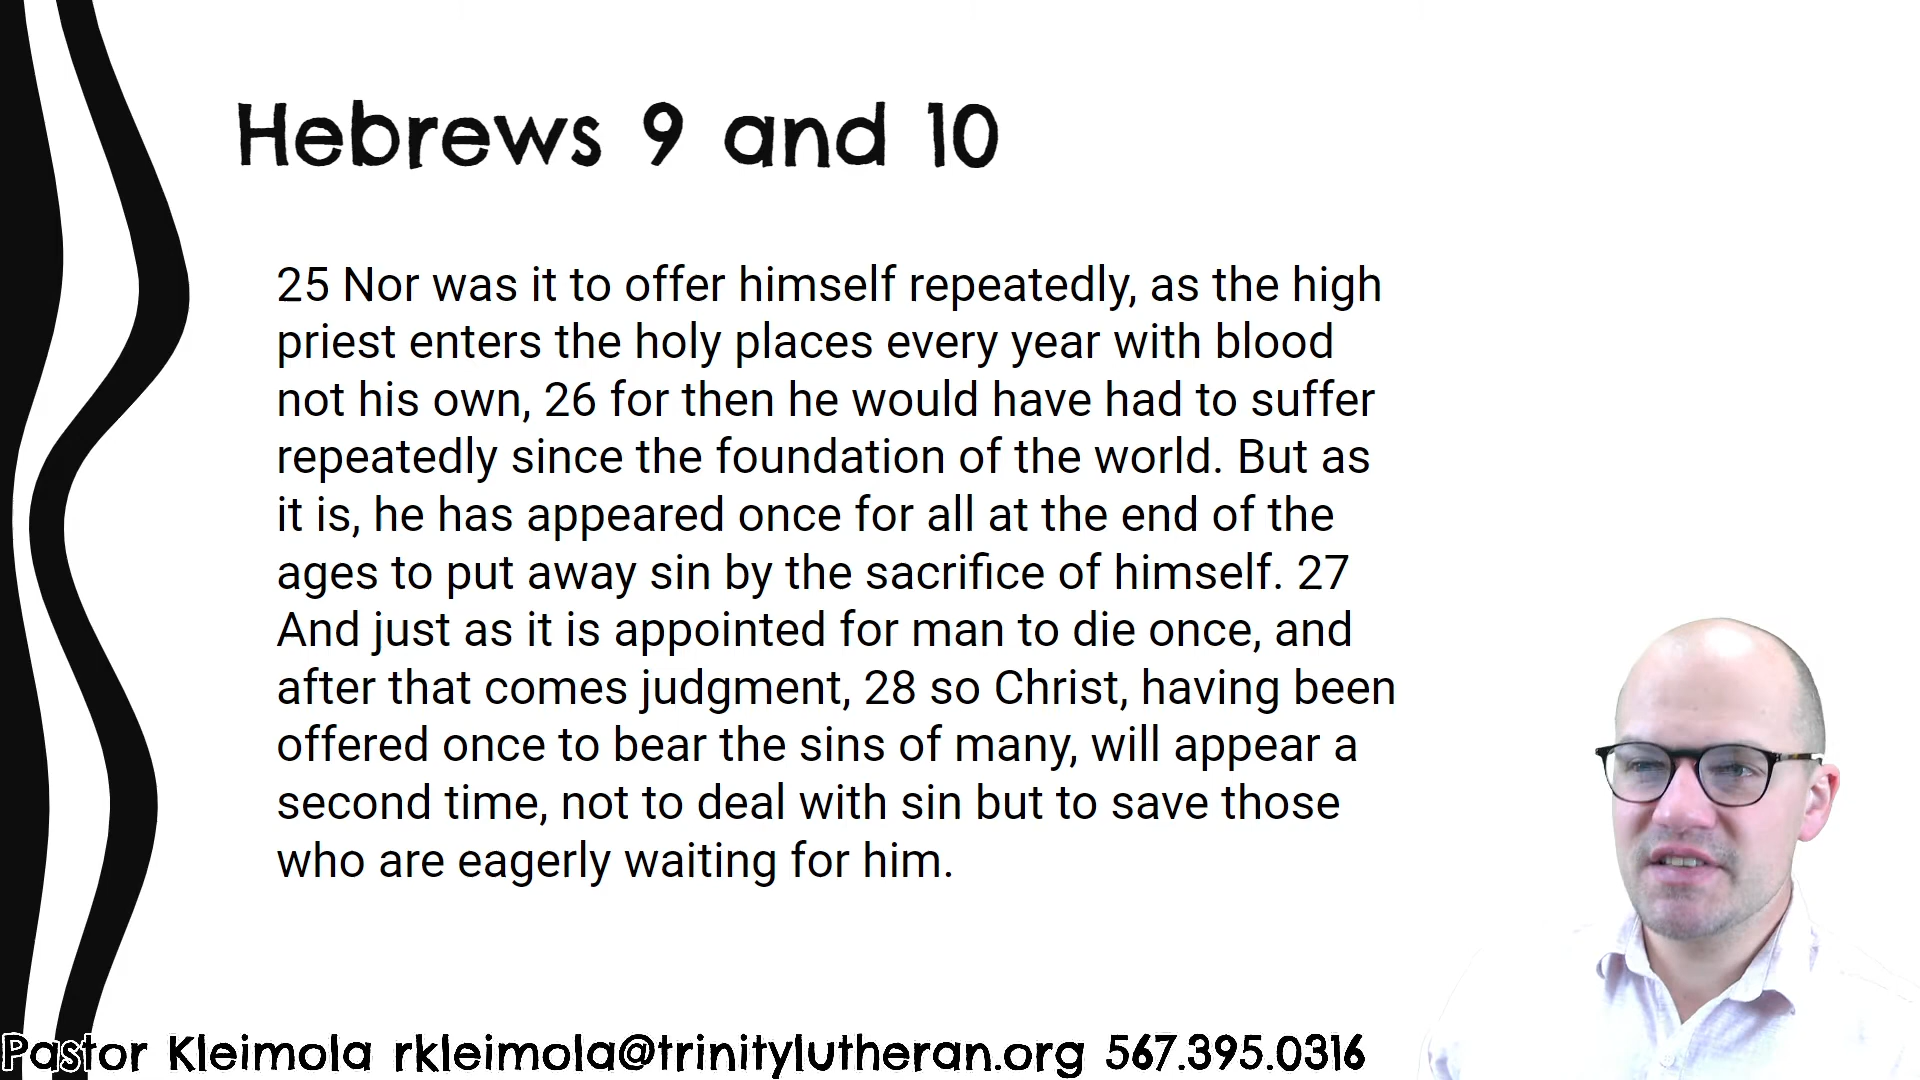 Hebrews 9 and 10
25 Nor was it to offer himself repeatedly, as the high
priest enters the holy places every year with blood
not his own, 26 for then he would have had to suffer
repeatedly since the foundation of the world. But as
it is, he has appeared once for all at the end of the
ages to put away sin by the sacrifice of himself. 27
And just as it is appointed for man to die once, and
after that comes judgment, 28 so Christ, having been
offered once to bear the sins of many, will appear a
second time, not to deal with sin but to save those
who are eagerly waiting for him.
Pastor Kleimola rkleimola@trinitylutheran.org 567.395.0316